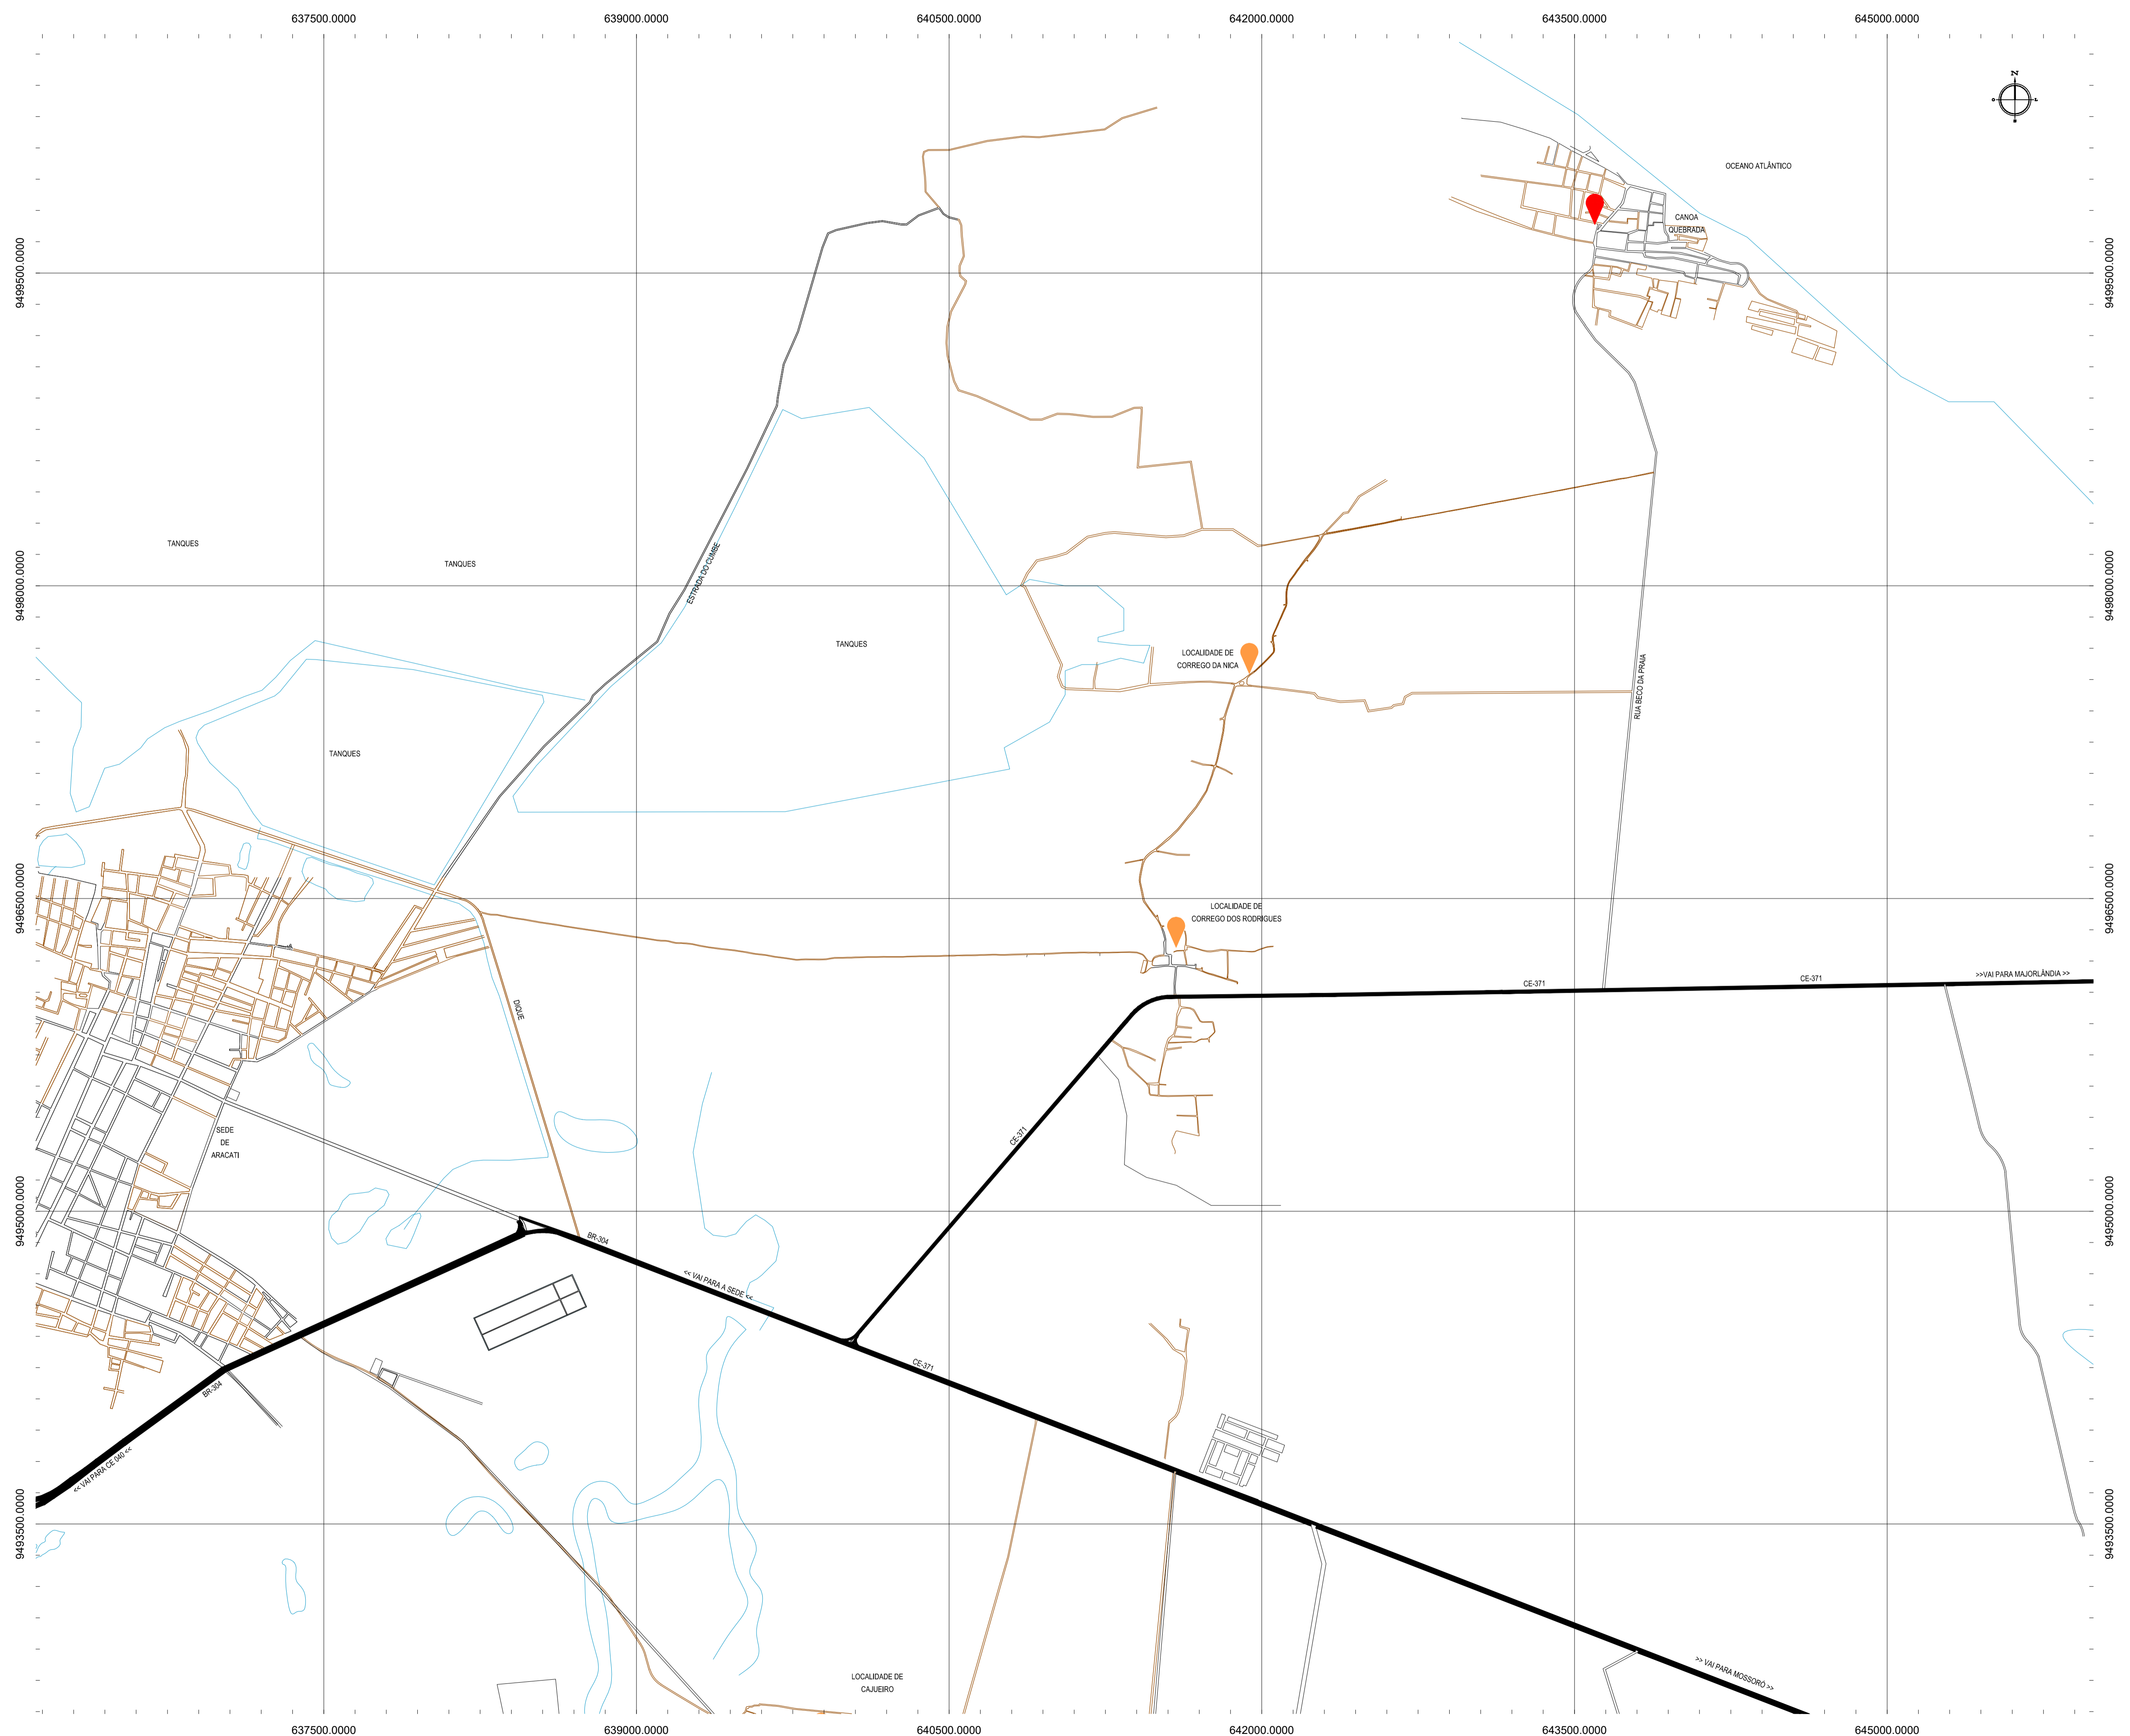 637500.0000 639000.0000 640500.0000 642000.0000 643500.0000 645000.0000
N
O L
S
OCEANO ATLÂNTICO
CANOA
QUEBRADA
9499500.0000 9499500.0000
TANQUES
TANQUES
ESTRADA DO CUMBE
9498000.0000 9498000.0000
TANQUES
LOCALIDADE DE
CORREGO DA NICA
RUA BECO DA PRAIA
TANQUES
9496500.0000 9496500.0000
LOCALIDADE DE
CORREGO DOS RODRIGUES
>>VAI PARA MAJORLÂNDIA >>
CE-371
CE-371
DIQUE
SEDE
DE
ARACATI
CE-371
9495000.0000 9495000.0000
BR-304
<< VAI PARA A SEDE <<
CE-371
BR-304
<< VAI PARA CE 040 <<
9493500.0000 9493500.0000
LOCALIDADE DE
CAJUEIRO
>> VAI PARA MOSSORÓ >>
637500.0000 639000.0000 640500.0000 642000.0000 643500.0000 645000.0000